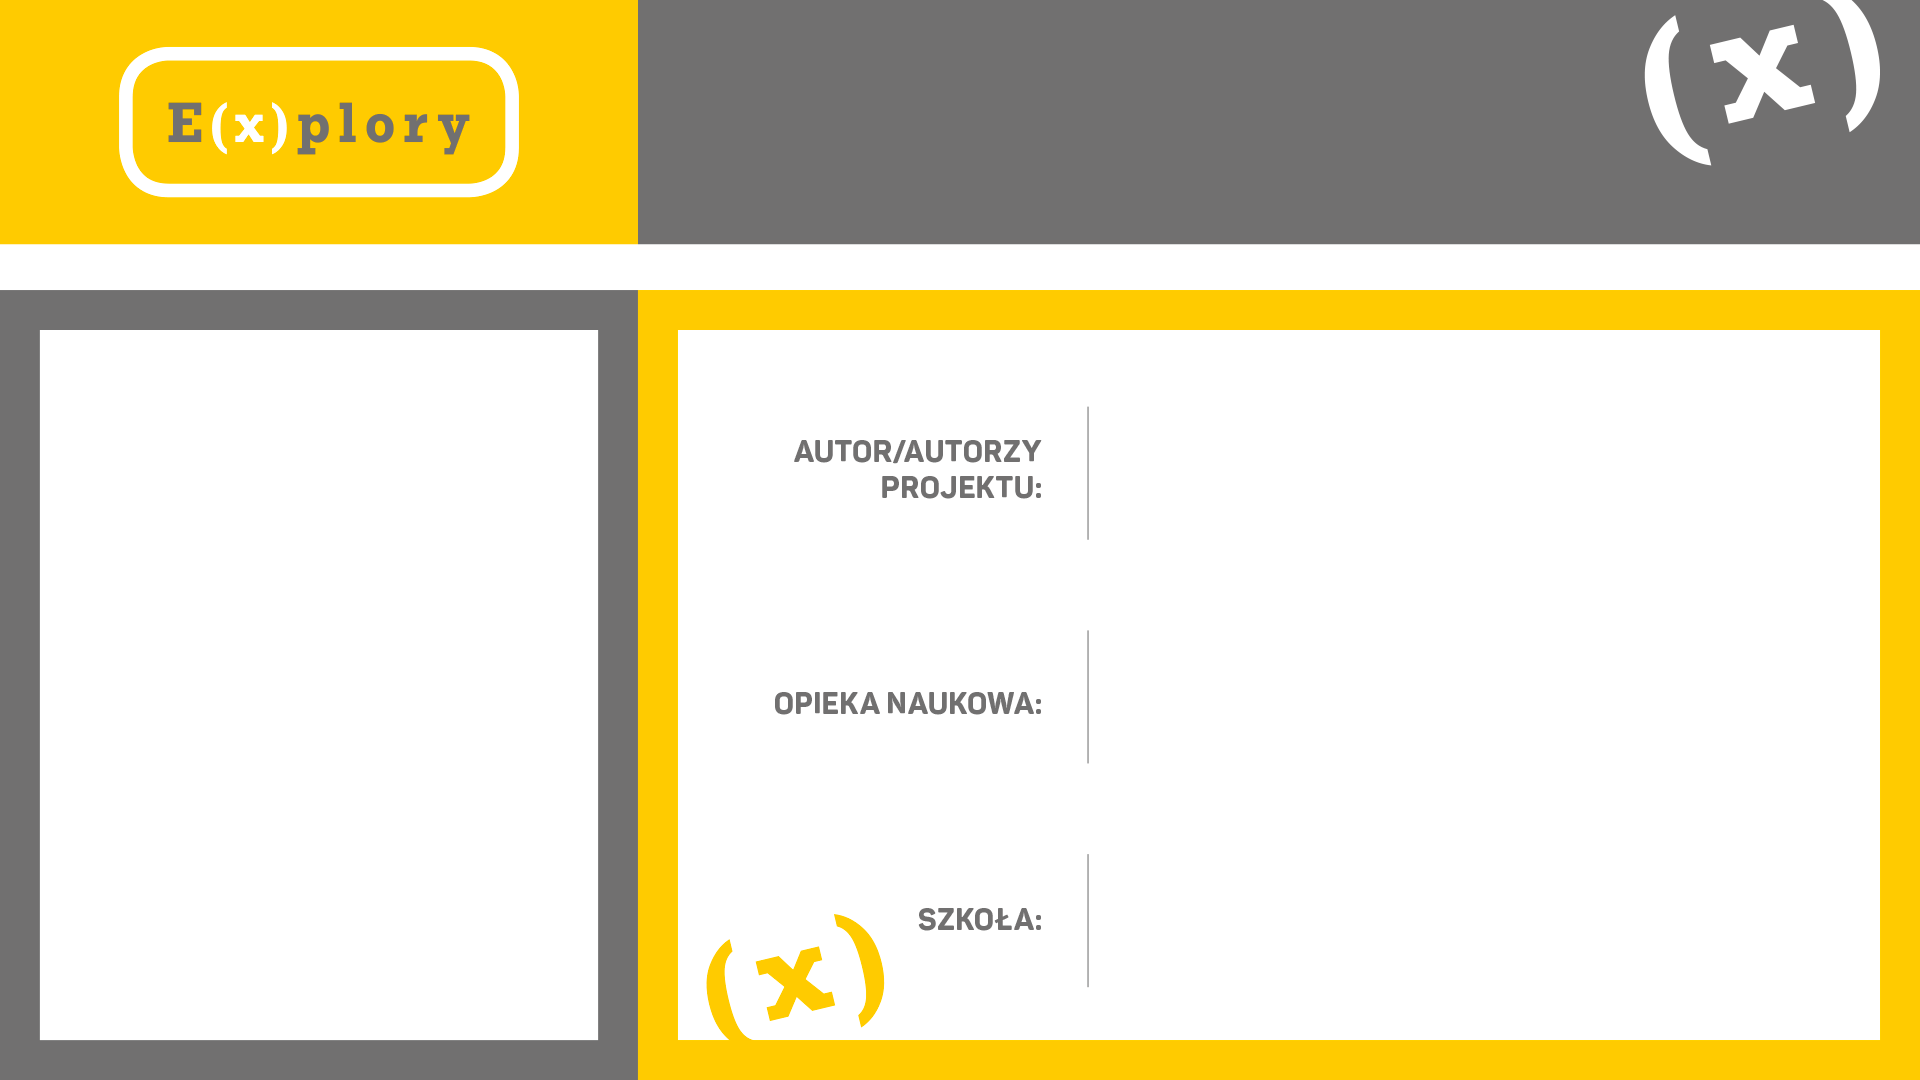 E(x)plory
(x)
AUTOR/AUTORZY
PROJEKTU:
OPIEKA NAUKOWA:
SZKOŁA:
(x)